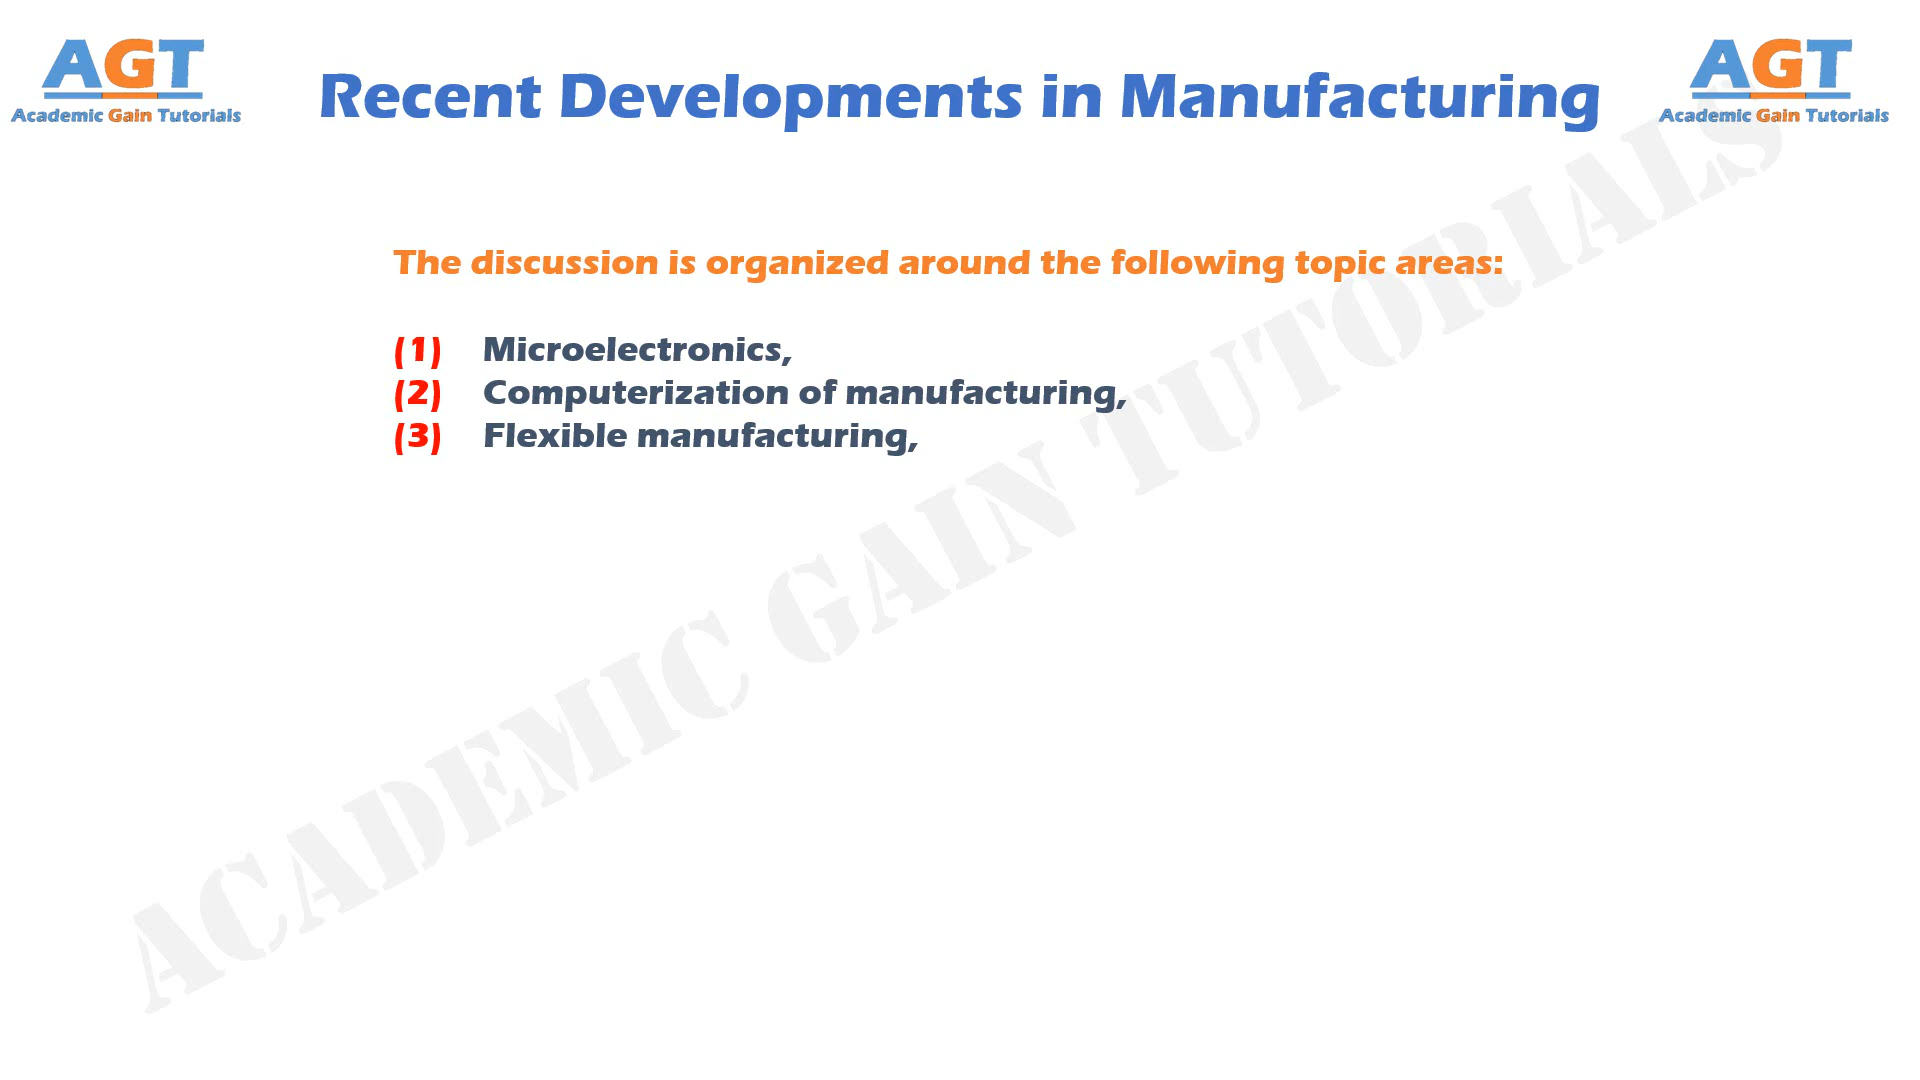 AGT
Academic Gain Tutorials
Recent Developments in Manufacturing
AGT
Academic Gain Tutorials
The discussion is organized around the following topic areas:
(1) Microelectronics,
(2) Computerization of manufacturing,
(3) Flexible manufacturing,
ACADEMIC GAIN TUTORIALS